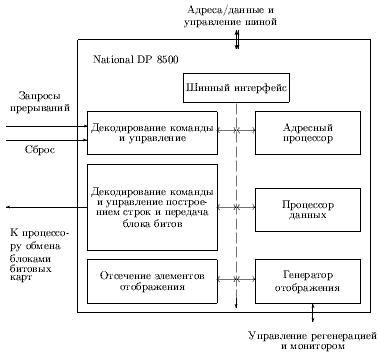 Адреса/данные и
управление шиной
National DP 8500
Шинный интерфейс
Запросы
прерываний
Декодирование команды
и управление
Адресный
процессор
Сброс
Декодирование команды
и управление построе-
нием строк и передача
блока битов
Процессор
данных
К процессо-
ру обмена
блоками
битовых
карт
Отсечение элементов
отображения
Генератор
отображения
Управление регенерацией
и монитором